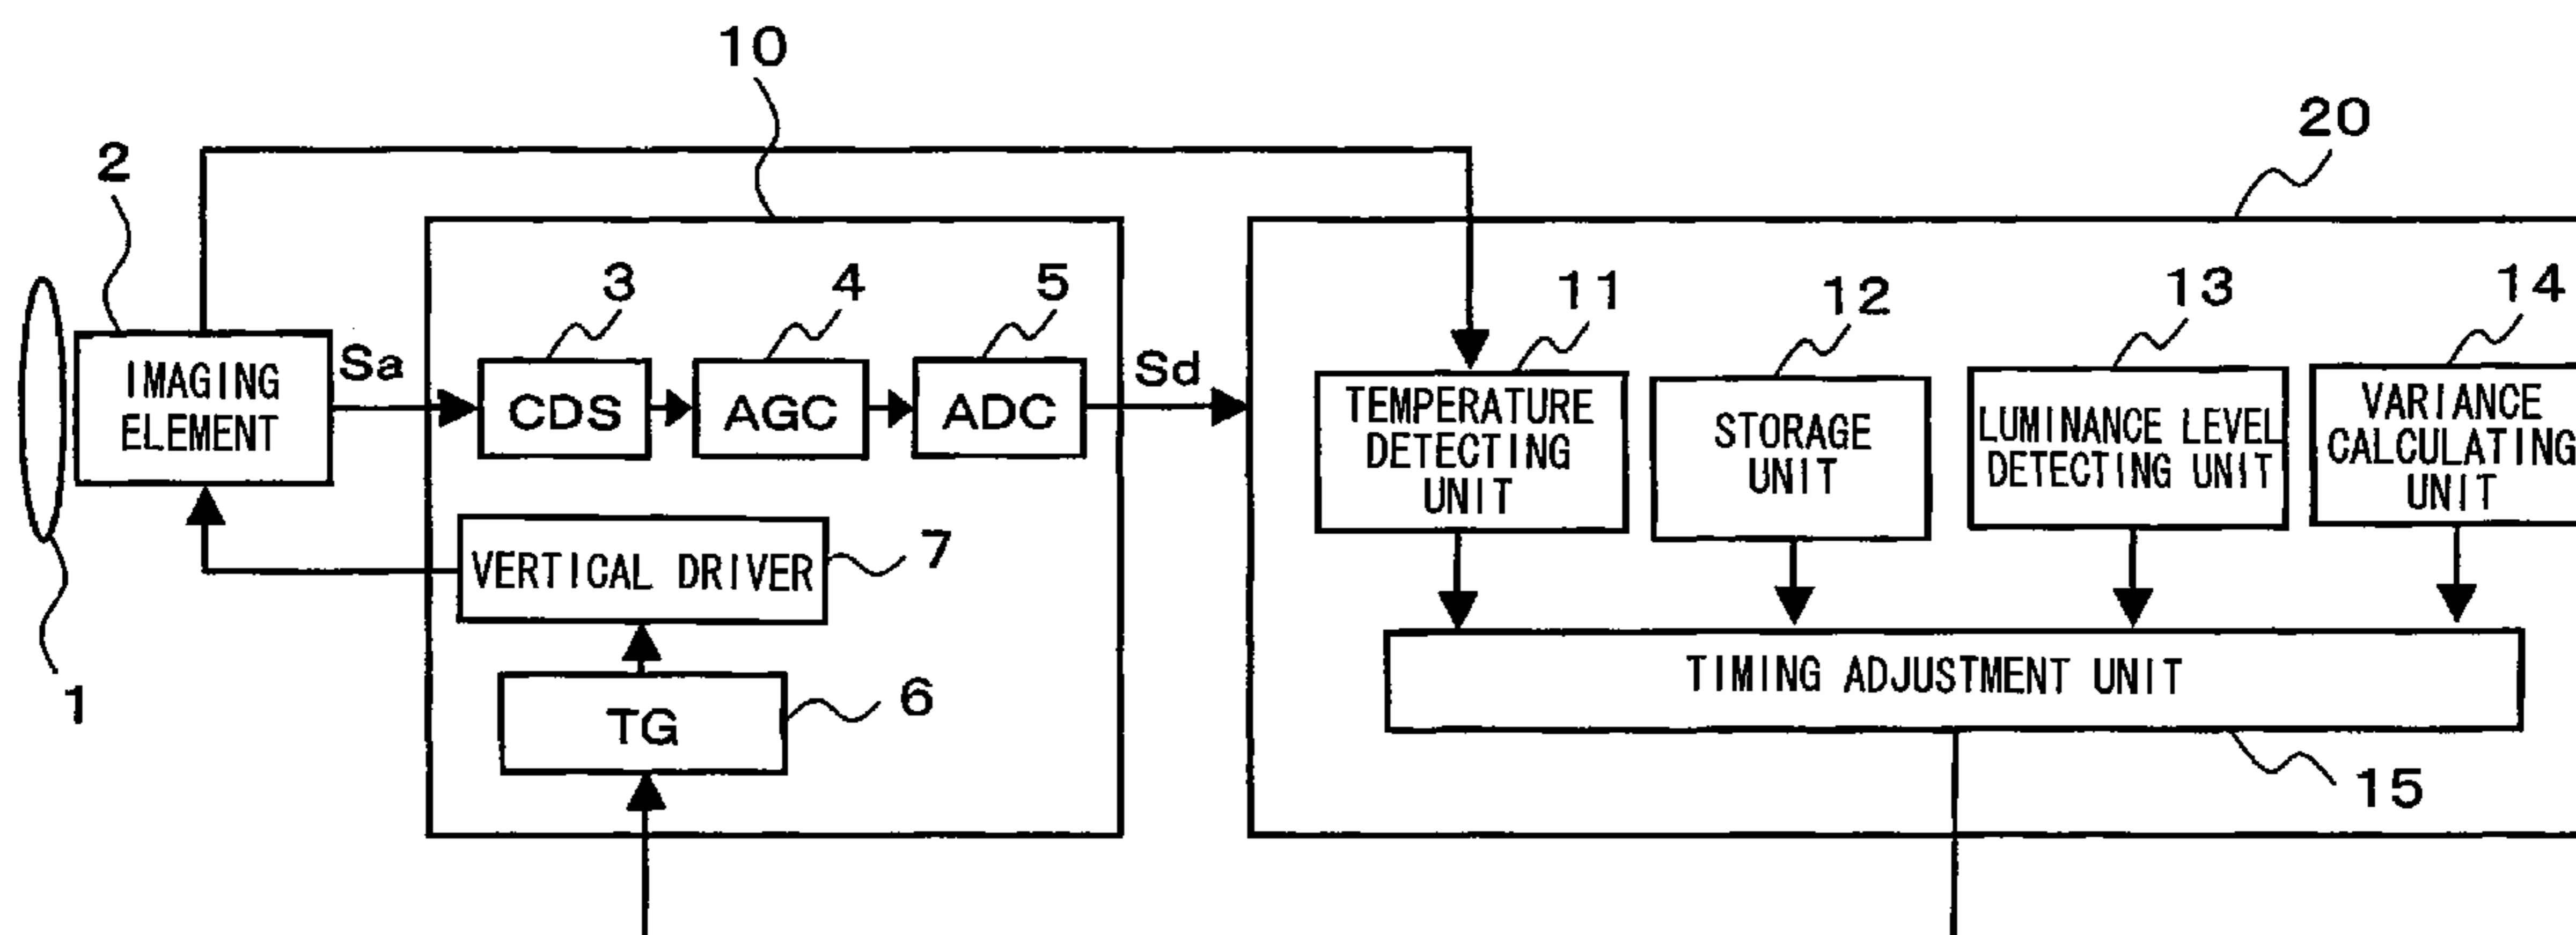 10
20
2
3
4
5
11
12
13
14
IMAGING
ELEMENT
Sa
CDS
AGC
ADC
Sd
TEMPERATURE
DETECTING
UNIT
STORAGE
UNIT
LUMINANCE LEVEL
DETECTING UNIT
VARIANCE
CALCULATING
UNIT
VERTICAL DRIVER
7
1
TG
6
TIMING ADJUSTMENT UNIT
15